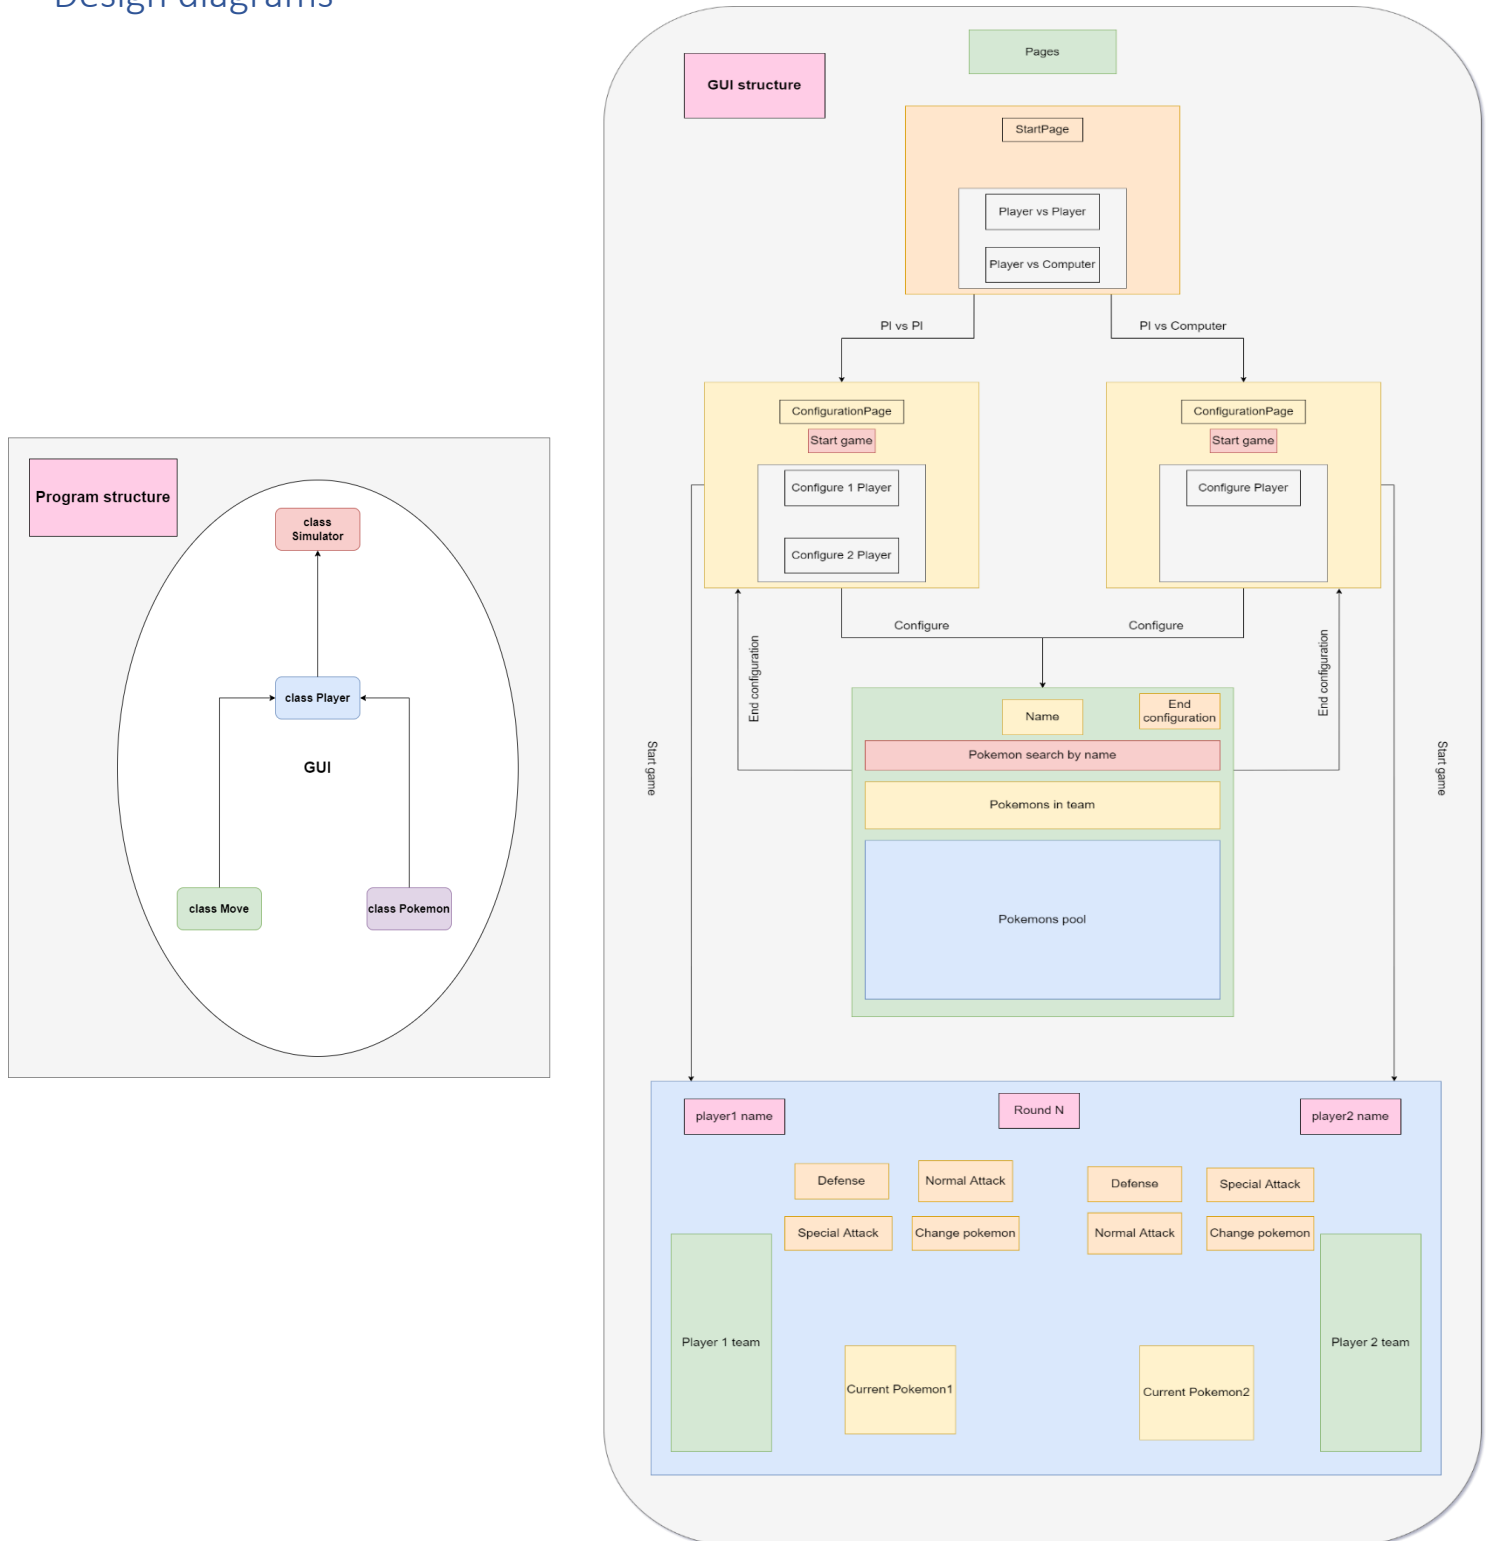 Design diagrams
Pages
GUI structure
StartPage
Player vs Player
Player vs Computer
Pl vs Pl
Pl vs Computer
ConfigurationPage
Start game
Configure 1 Player
Configure 2 Player
ConfigurationPage
Start game
Configure Player
Configure
Configure
End configuration
End configuration
Name
End
configuration
Pokemon search by name
Pokemons in team
Pokemons pool
Start game
Start game
Program structure
class
Simulator
class Player
GUI
class Move
class Pokemon
player1 name
Round N
player2 name
Defense
Normal Attack
Special Attack
Change pokemon
Defense
Special Attack
Normal Attack
Change pokemon
Player 1 team
Player 2 team
Current Pokemon1
Current Pokemon2